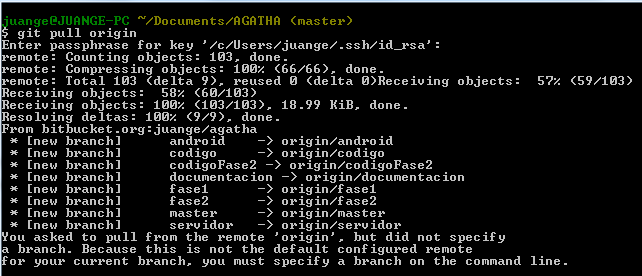 juange@JUANGE-PC ~/Documents/AGATHA (master)
$ git pull origin
Enter passphrase for key '/c/Users/juange/.ssh/id_rsa':
remote: Counting objects: 103, done.
remote: Compressing objects: 100% (66/66), done.
remote: Total 103 (delta 9), reused 0 (delta 0)Receiving objects:  57% (59/103)
Receiving objects:  58% (60/103)
Receiving objects: 100% (103/103), 18.99 KiB, done.
Resolving deltas: 100% (9/9), done.
From bitbucket.org:juange/agatha
 * [new branch]      android    -> origin/android
 * [new branch]      codigo     -> origin/codigo
 * [new branch]      codigoFase2 -> origin/codigoFase2
 * [new branch]      documentacion -> origin/documentacion
 * [new branch]      fase1      -> origin/fase1
 * [new branch]      fase2      -> origin/fase2
 * [new branch]      master     -> origin/master
 * [new branch]      servidor   -> origin/servidor
You asked to pull from the remote 'origin', but did not specify
a branch. Because this is not the default configured remote
for your current branch, you must specify a branch on the command line.